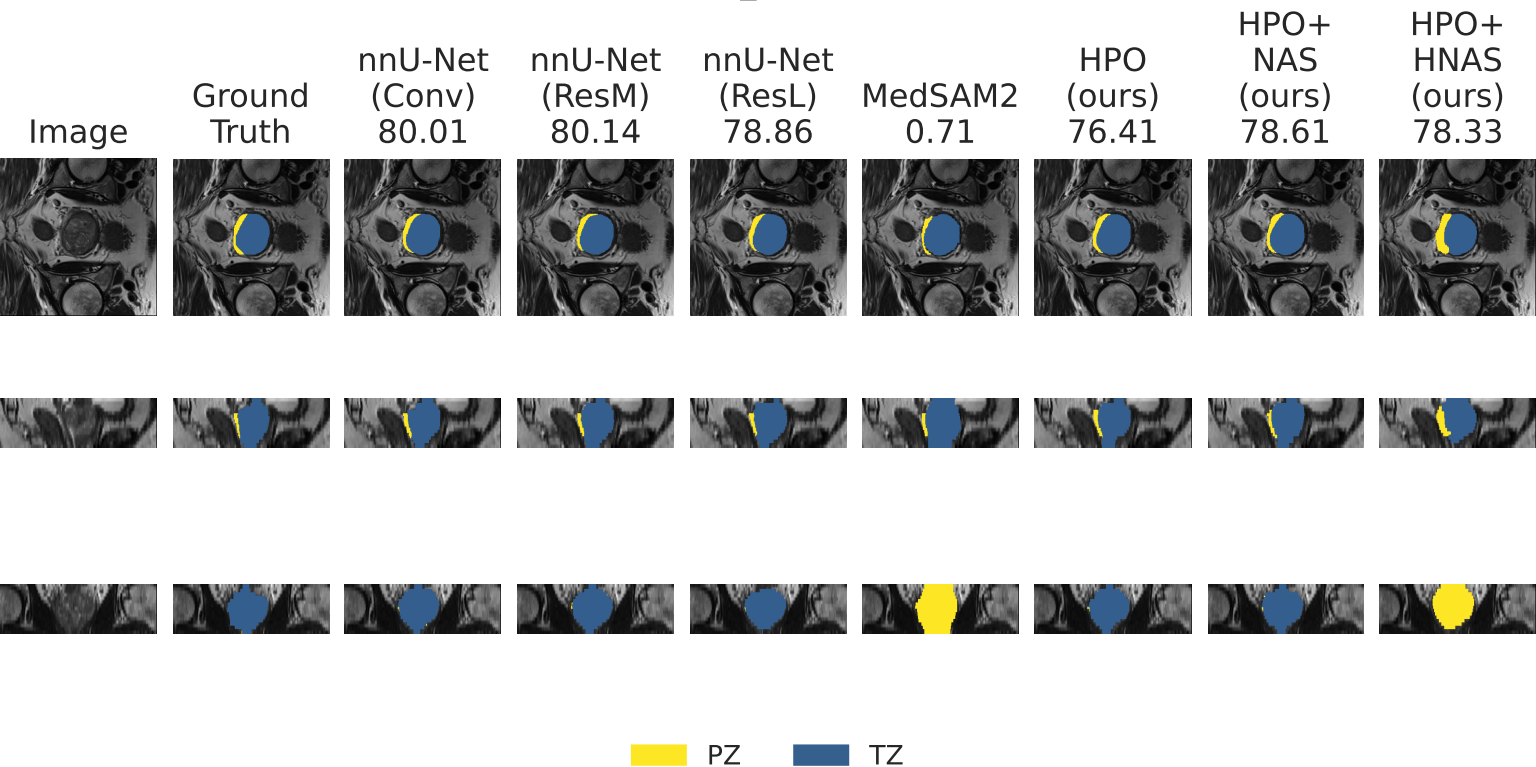 Image
Ground
Truth
nnU-Net
(Conv)
80.01
nnU-Net
(ResM)
80.14
nnU-Net
(ResL)
78.86
MedSAM2
0.71
HPO
(ours)
76.41
HPO+
NAS
(ours)
78.61
HPO+
HNAS
(ours)
78.33
PZ
TZ